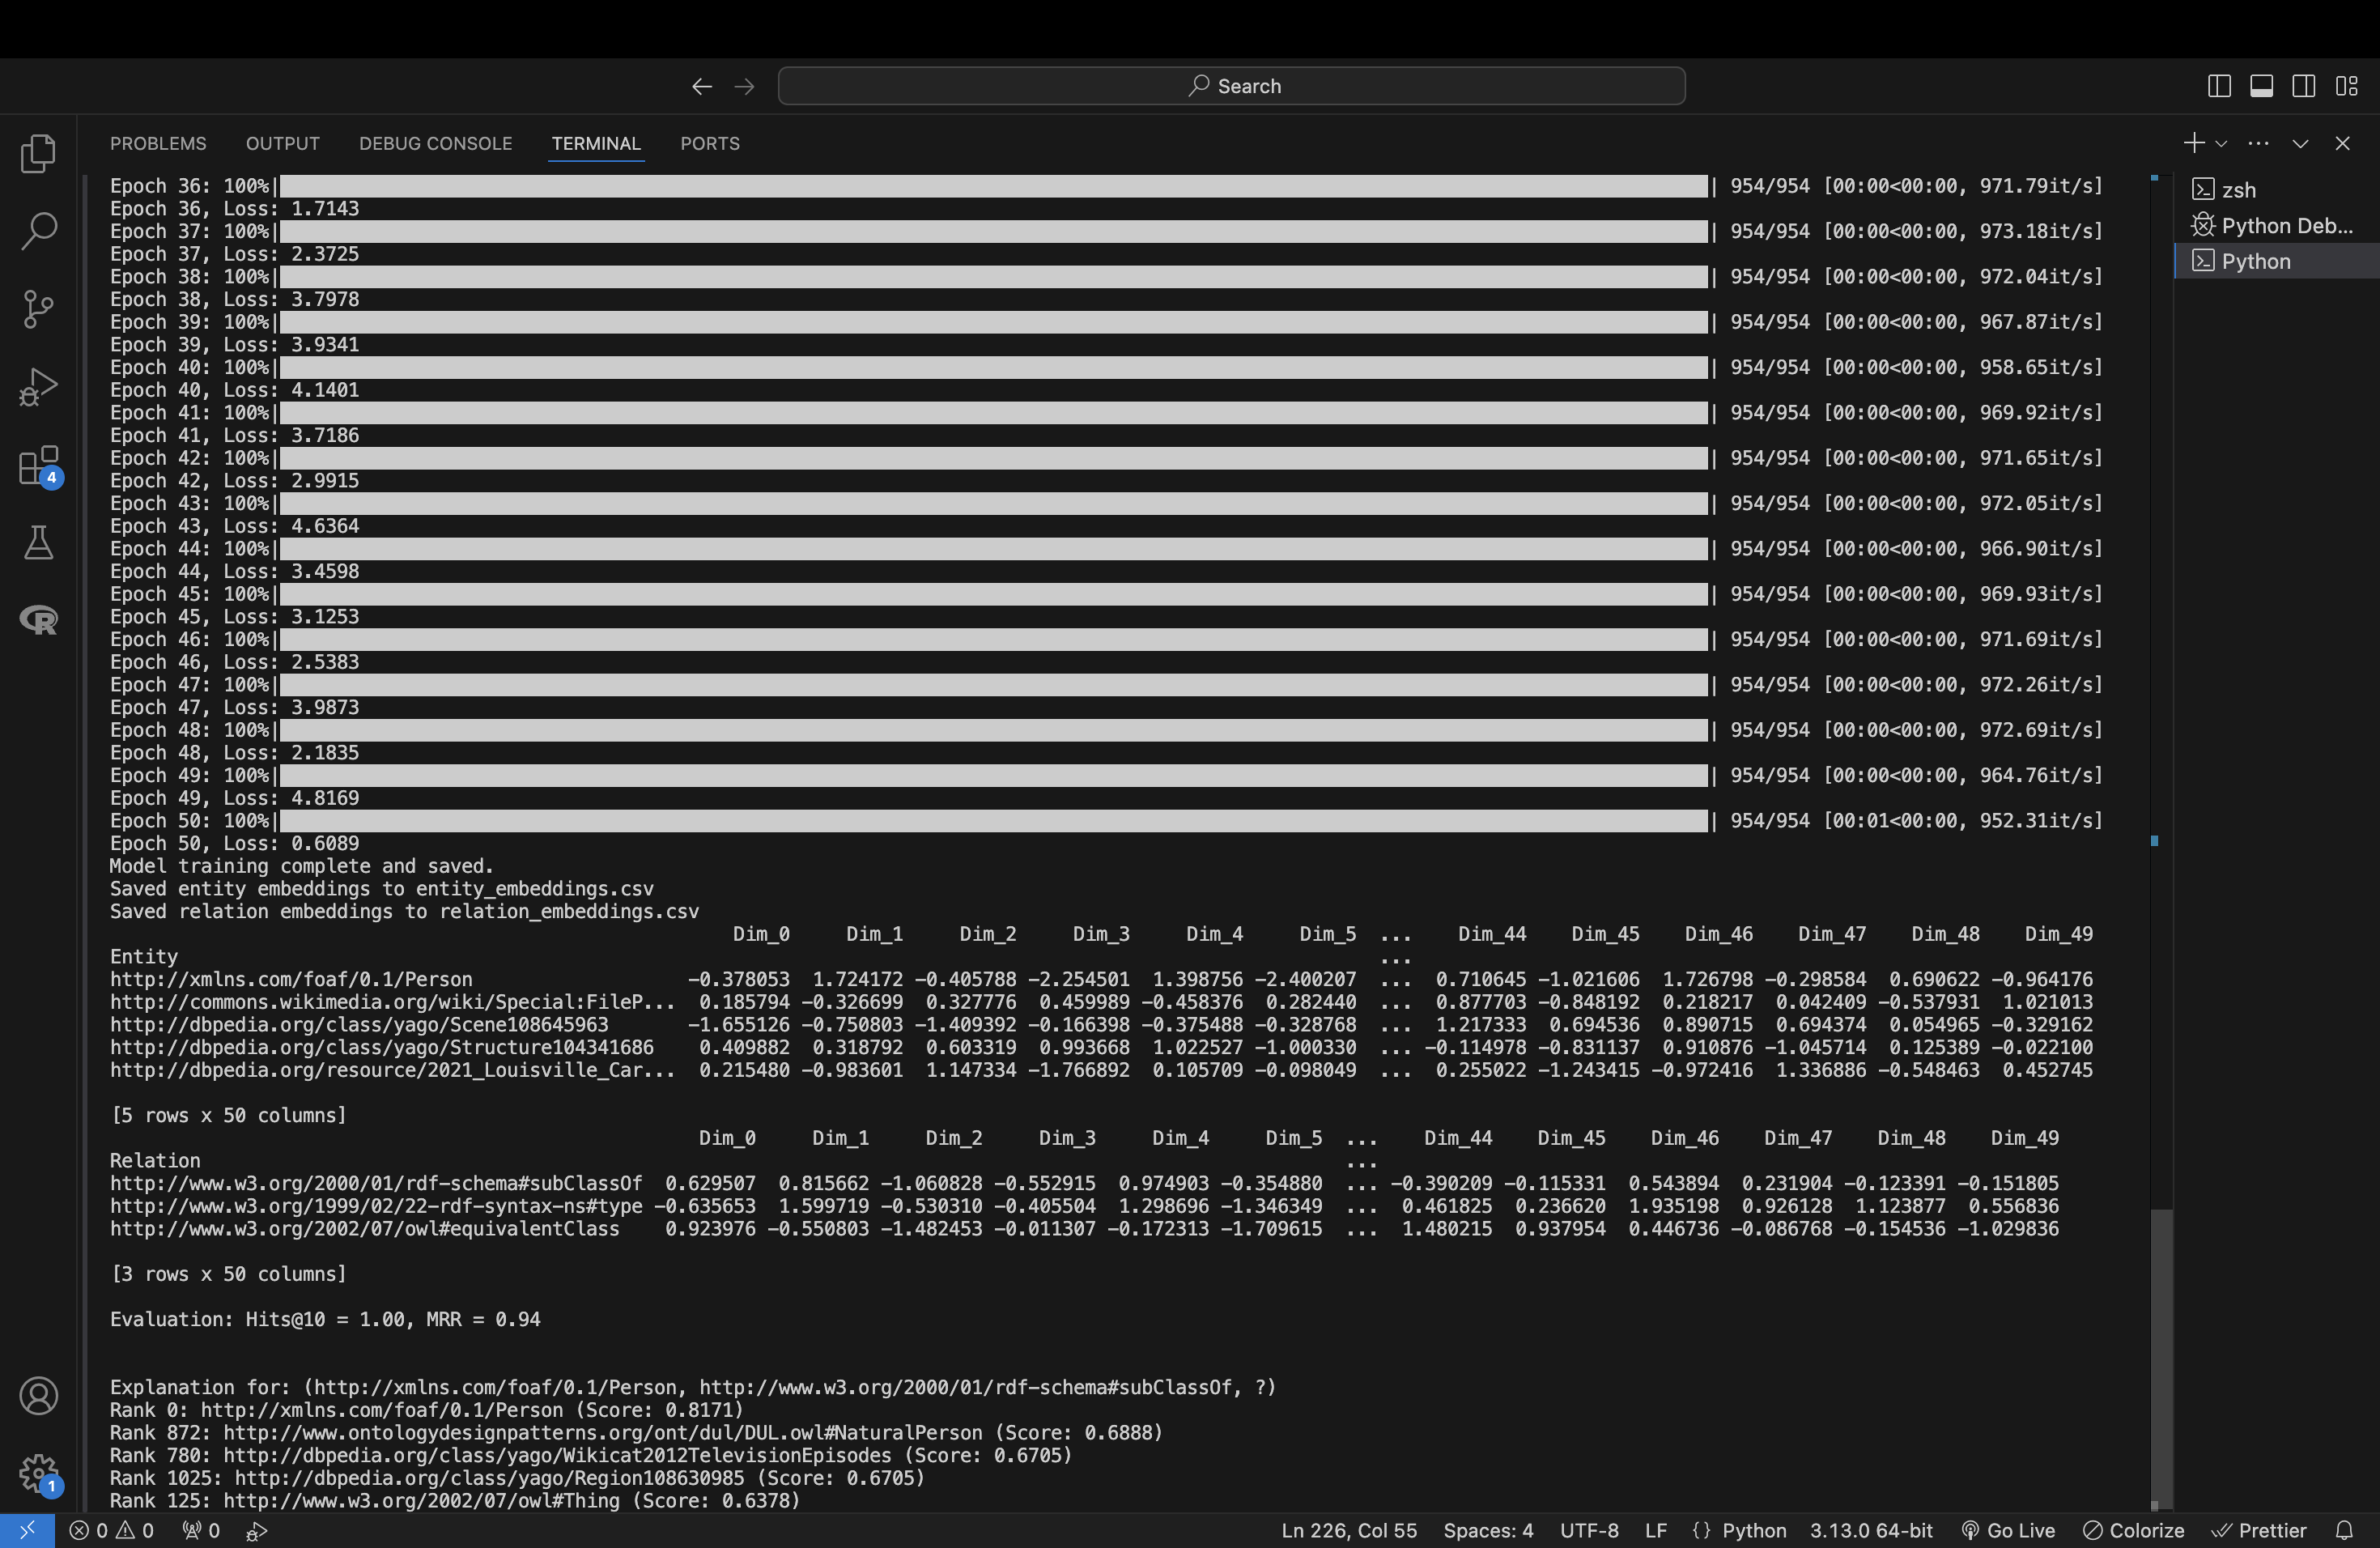 Search
PROBLEMS OUTPUT DEBUG CONSOLE TERMINAL PORTS
zsh
Python Deb...
Python
4
1
Epoch 36: 100%| | 954/954 [00:00<00:00, 971.79it/s]
Epoch 36, Loss: 1.7143
Epoch 37: 100%| | 954/954 [00:00<00:00, 973.18it/s]
Epoch 37, Loss: 2.3725
Epoch 38: 100%| | 954/954 [00:00<00:00, 972.04it/s]
Epoch 38, Loss: 3.7978
Epoch 39: 100%| | 954/954 [00:00<00:00, 967.87it/s]
Epoch 39, Loss: 3.9341
Epoch 40: 100%| | 954/954 [00:00<00:00, 958.65it/s]
Epoch 40, Loss: 4.1401
Epoch 41: 100%| | 954/954 [00:00<00:00, 969.92it/s]
Epoch 41, Loss: 3.7186
Epoch 42: 100%| | 954/954 [00:00<00:00, 971.65it/s]
Epoch 42, Loss: 2.9915
Epoch 43: 100%| | 954/954 [00:00<00:00, 972.05it/s]
Epoch 43, Loss: 4.6364
Epoch 44: 100%| | 954/954 [00:00<00:00, 966.90it/s]
Epoch 44, Loss: 3.4598
Epoch 45: 100%| | 954/954 [00:00<00:00, 969.93it/s]
Epoch 45, Loss: 3.1253
Epoch 46: 100%| | 954/954 [00:00<00:00, 971.69it/s]
Epoch 46, Loss: 2.5383
Epoch 47: 100%| | 954/954 [00:00<00:00, 972.26it/s]
Epoch 47, Loss: 3.9873
Epoch 48: 100%| | 954/954 [00:00<00:00, 972.69it/s]
Epoch 48, Loss: 2.1835
Epoch 49: 100%| | 954/954 [00:00<00:00, 964.76it/s]
Epoch 49, Loss: 4.8169
Epoch 50: 100%| | 954/954 [00:01<00:00, 952.31it/s]
Epoch 50, Loss: 0.6089
Model training complete and saved.
Saved entity embeddings to entity_embeddings.csv
Saved relation embeddings to relation_embeddings.csv
Dim_0 Dim_1 Dim_2 Dim_3 Dim_4 Dim_5 ... Dim_44 Dim_45 Dim_46 Dim_47 Dim_48 Dim_49
Entity ...
http://xmlns.com/foaf/0.1/Person -0.378053 1.724172 -0.405788 -2.254501 1.398756 -2.400207 ... 0.710645 -1.021606 1.726798 -0.298584 0.690622 -0.964176
http://commons.wikimedia.org/wiki/Special:FileP... 0.185794 -0.326699 0.327776 0.459989 -0.458376 0.282440 ... 0.877703 -0.848192 0.218217 0.042409 -0.537931 1.021013
http://dbpedia.org/class/yago/Scene108645963 -1.655126 -0.750803 -1.409392 -0.166398 -0.375488 -0.328768 ... 1.217333 0.694536 0.890715 0.694374 0.054965 -0.329162
http://dbpedia.org/class/yago/Structure104341686 0.409882 0.318792 0.603319 0.993668 1.022527 -1.000330 ... -0.114978 -0.831137 0.910876 -1.045714 0.125389 -0.022100
http://dbpedia.org/resource/2021_Louisville_Car... 0.215480 -0.983601 1.147334 -1.766892 0.105709 -0.098049 ... 0.255022 -1.243415 -0.972416 1.336886 -0.548463 0.452745
[5 rows x 50 columns]
Dim_0 Dim_1 Dim_2 Dim_3 Dim_4 Dim_5 ... Dim_44 Dim_45 Dim_46 Dim_47 Dim_48 Dim_49
Relation ...
http://www.w3.org/2000/01/rdf-schema#subClassOf 0.629507 0.815662 -1.060828 -0.552915 0.974903 -0.354880 ... -0.390209 -0.115331 0.543894 0.231904 -0.123391 -0.151805
http://www.w3.org/1999/02/22-rdf-syntax-ns#type -0.635653 1.599719 -0.530310 -0.405504 1.298696 -1.346349 ... 0.461825 0.236620 1.935198 0.926128 1.123877 0.556836
http://www.w3.org/2002/07/owl#equivalentClass 0.923976 -0.550803 -1.482453 -0.011307 -0.172313 -1.709615 ... 1.480215 0.937954 0.446736 -0.086768 -0.154536 -1.029836
[3 rows x 50 columns]
Evaluation: Hits@10 = 1.00, MRR = 0.94
Explanation for: (http://xmlns.com/foaf/0.1/Person, http://www.w3.org/2000/01/rdf-schema#subClassOf, ?)
Rank 0: http://xmlns.com/foaf/0.1/Person (Score: 0.8171)
Rank 872: http://www.ontologydesignpatterns.org/ont/dul/DUL.owl#NaturalPerson (Score: 0.6888)
Rank 780: http://dbpedia.org/class/yago/Wikicat2012TelevisionEpisodes (Score: 0.6705)
Rank 1025: http://dbpedia.org/class/yago/Region108630985 (Score: 0.6705)
Rank 125: http://www.w3.org/2002/07/owl#Thing (Score: 0.6378)
0 0 0 Ln 226, Col 55 Spaces: 4 UTF-8 LF {} Python 3.13.0 64-bit Go Live Colorize Prettier